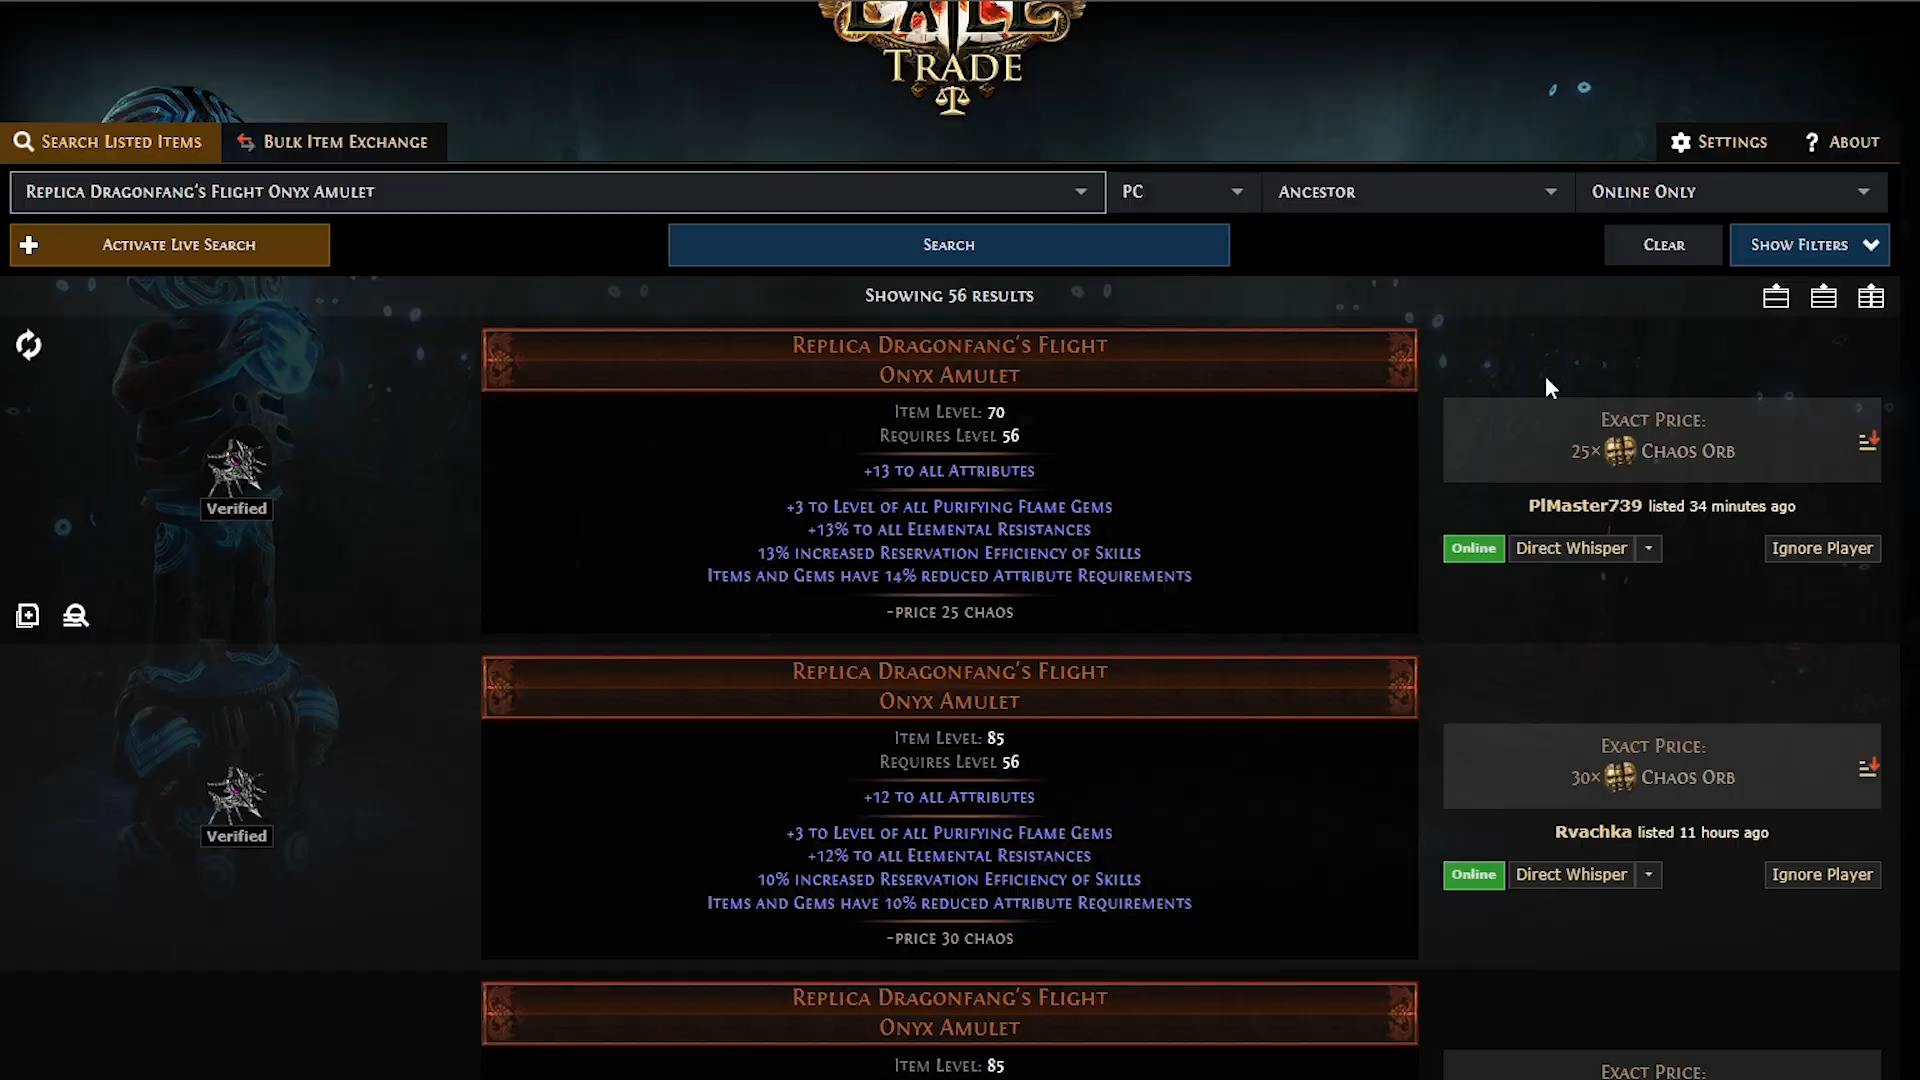 TRADE
SEARCH LISTED ITEMS
BULK ITEM EXCHANGE
SETTINGS
? ABOUT
REPLICA DRAGONFANG'S FLIGHT ONYX AMULET
PC
ANCESTOR
ONLINE ONLY
ACTIVATE LIVE SEARCH
SEARCH
CLEAR
SHOW FILTERS
SHOWING 56 RESULTS
REPLICA DRAGONFANG'S FLIGHT
ONYX AMULET
ITEM LEVEL: 70
REQUIRES LEVEL 56
+13 TO ALL ATTRIBUTES
+3 TO LEVEL OF ALL PURIFYING FLAME GEMS
+13% TO ALL ELEMENTAL RESISTANCES
13% INCREASED RESERVATION EFFICIENCY OF SKILLS
ITEMS AND GEMS HAVE 14% REDUCED ATTRIBUTE REQUIREMENTS
~PRICE 25 CHAOS
Verified
EXACT PRICE:
25× CHAOS ORB
PlMaster739 listed 34 minutes ago
Online
Direct Whisper
Ignore Player
REPLICA DRAGONFANG'S FLIGHT
ONYX AMULET
ITEM LEVEL: 85
REQUIRES LEVEL 56
+12 TO ALL ATTRIBUTES
+3 TO LEVEL OF ALL PURIFYING FLAME GEMS
+12% TO ALL ELEMENTAL RESISTANCES
10% INCREASED RESERVATION EFFICIENCY OF SKILLS
ITEMS AND GEMS HAVE 10% REDUCED ATTRIBUTE REQUIREMENTS
~PRICE 30 CHAOS
Verified
EXACT PRICE:
30× CHAOS ORB
Rvachka listed 11 hours ago
Online
Direct Whisper
Ignore Player
REPLICA DRAGONFANG'S FLIGHT
ONYX AMULET
ITEM LEVEL: 85
EXACT PRICE: